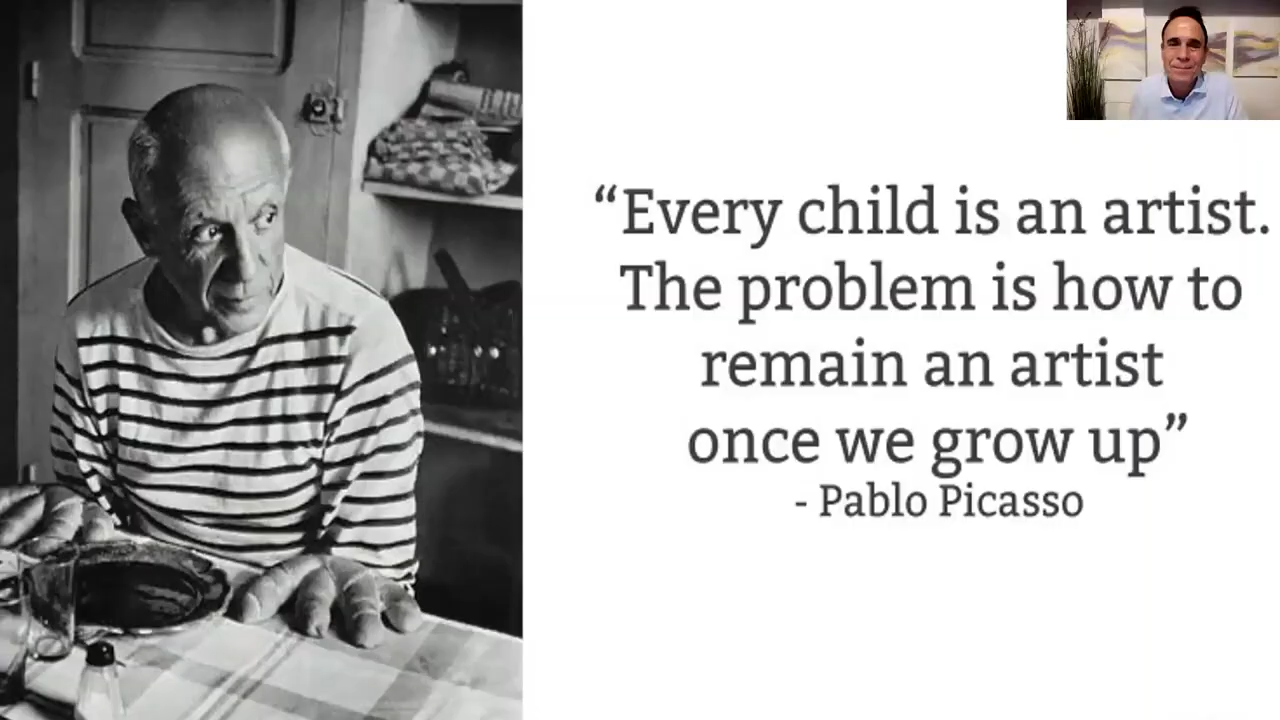 “Every child is an artist.
The problem is how to
remain an artist
once we grow up”
- Pablo Picasso